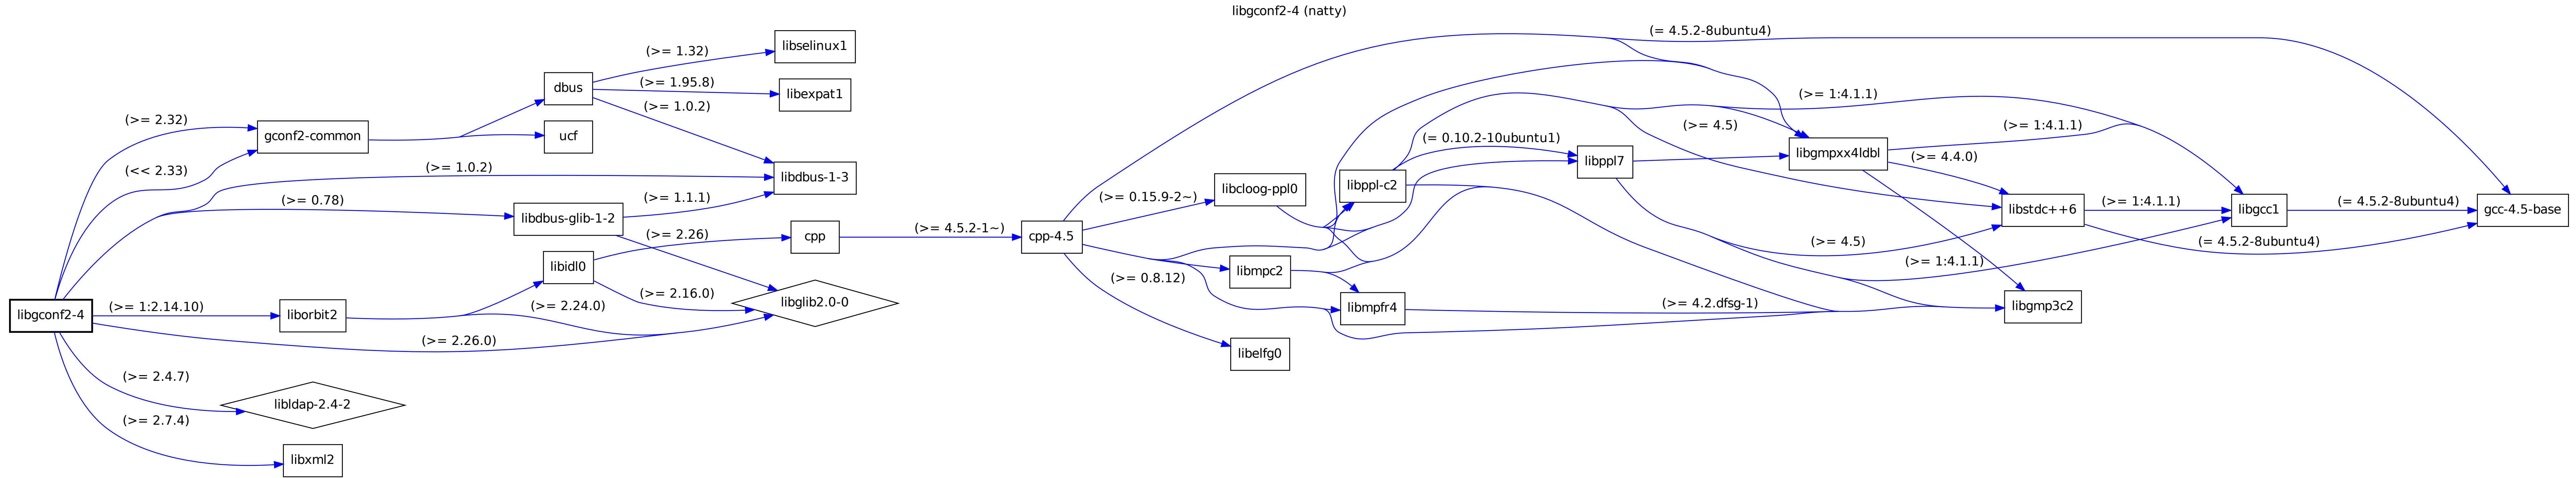 libgconf2-4 (natty)
(= 4.5.2-8ubuntu4)
libselinux1
(>= 1.32)
dbus
(>= 1.95.8)
libexpat1
(>= 1.0.2)
(>= 2.32)
gconf2-common
ucf
(<< 2.33)
(>= 1.0.2)
libdbus-1-3
(>= 0.78)
libdbus-glib-1-2
(>= 1.1.1)
(>= 2.26)
cpp
(>= 4.5.2-1~)
cpp-4.5
libidl0
(>= 2.16.0)
libglib2.0-0
libgconf2-4
(>= 1:2.14.10)
liborbit2
(>= 2.24.0)
(>= 2.26.0)
(>= 2.4.7)
libldap-2.4-2
(>= 2.7.4)
libxml2
(>= 0.15.9-2~)
libcloog-ppl0
libppl-c2
(= 0.10.2-10ubuntu1)
libppl7
(>= 4.5)
(>= 1:4.1.1)
(>= 1:4.1.1)
libgmpxx4ldbl
(>= 4.4.0)
libstdc++6
(>= 1:4.1.1)
libgcc1
(= 4.5.2-8ubuntu4)
gcc-4.5-base
(= 4.5.2-8ubuntu4)
(>= 4.5)
(>= 1:4.1.1)
libmpc2
(>= 0.8.12)
libmpfr4
(>= 4.2.dfsg-1)
libgmp3c2
libelfg0